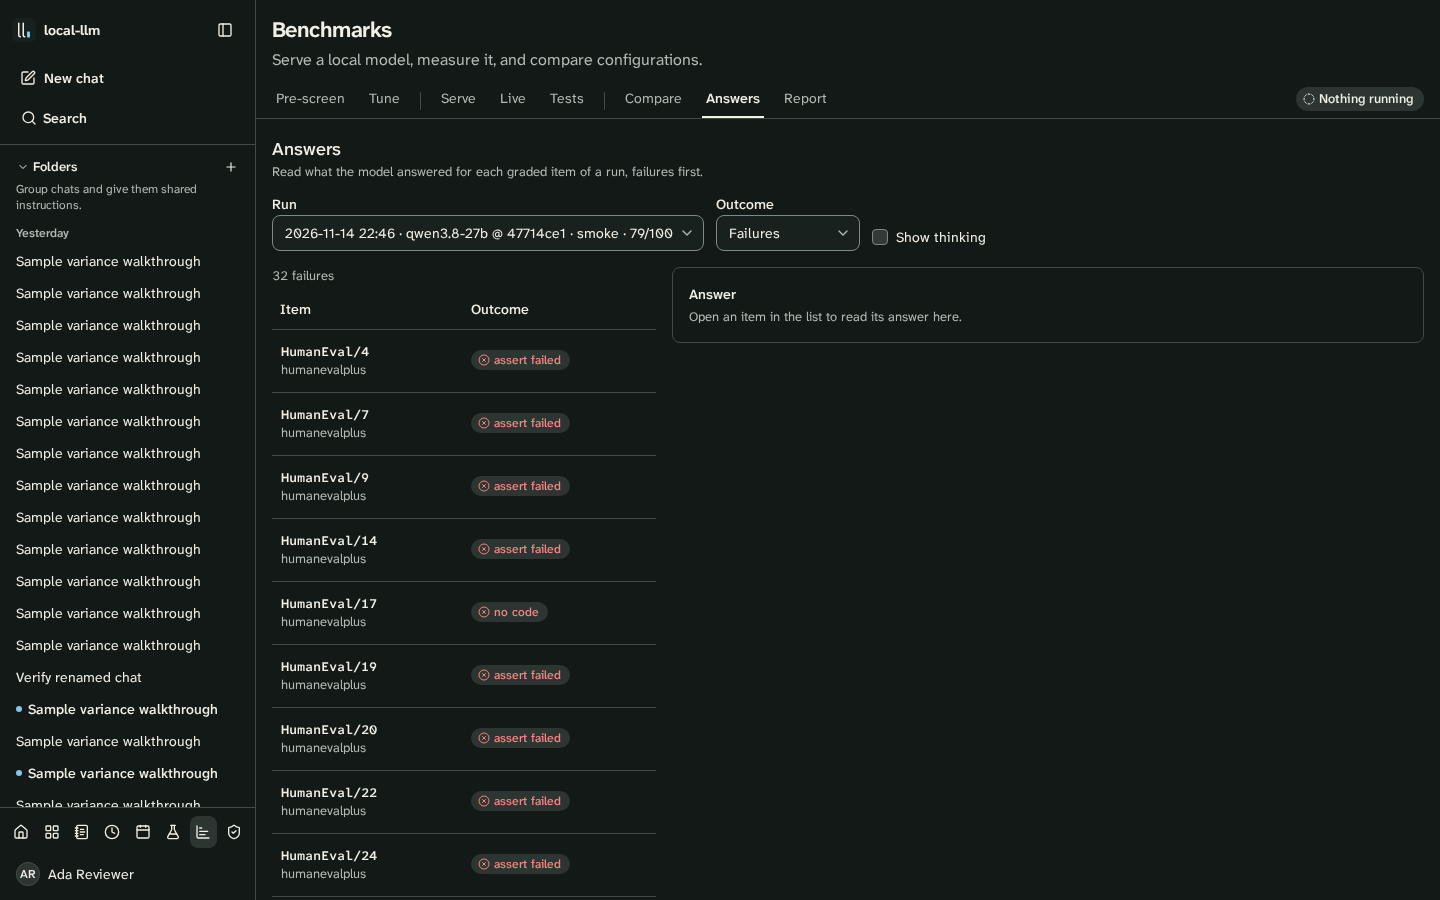 local-llm
New chat
Search
Folders
Group chats and give them shared
instructions.
Yesterday
Sample variance walkthrough
Sample variance walkthrough
Sample variance walkthrough
Sample variance walkthrough
Sample variance walkthrough
Sample variance walkthrough
Sample variance walkthrough
Sample variance walkthrough
Sample variance walkthrough
Sample variance walkthrough
Sample variance walkthrough
Sample variance walkthrough
Sample variance walkthrough
Verify renamed chat
Sample variance walkthrough
Sample variance walkthrough
Sample variance walkthrough
Sample variance walkthrough
AR Ada Reviewer
Benchmarks
Serve a local model, measure it, and compare configurations.
Pre-screen Tune Serve Live Tests Compare Answers Report Nothing running
Answers
Read what the model answered for each graded item of a run, failures first.
Run Outcome
2026-11-14 22:46 · qwen3.8-27b @ 47714ce1 · smoke · 79/100 Failures Show thinking
32 failures
Item Outcome
HumanEval/4
humanevalplus
assert failed
HumanEval/7
humanevalplus
assert failed
HumanEval/9
humanevalplus
assert failed
HumanEval/14
humanevalplus
assert failed
HumanEval/17
humanevalplus
no code
HumanEval/19
humanevalplus
assert failed
HumanEval/20
humanevalplus
assert failed
HumanEval/22
humanevalplus
assert failed
HumanEval/24
humanevalplus
assert failed
Answer
Open an item in the list to read its answer here.